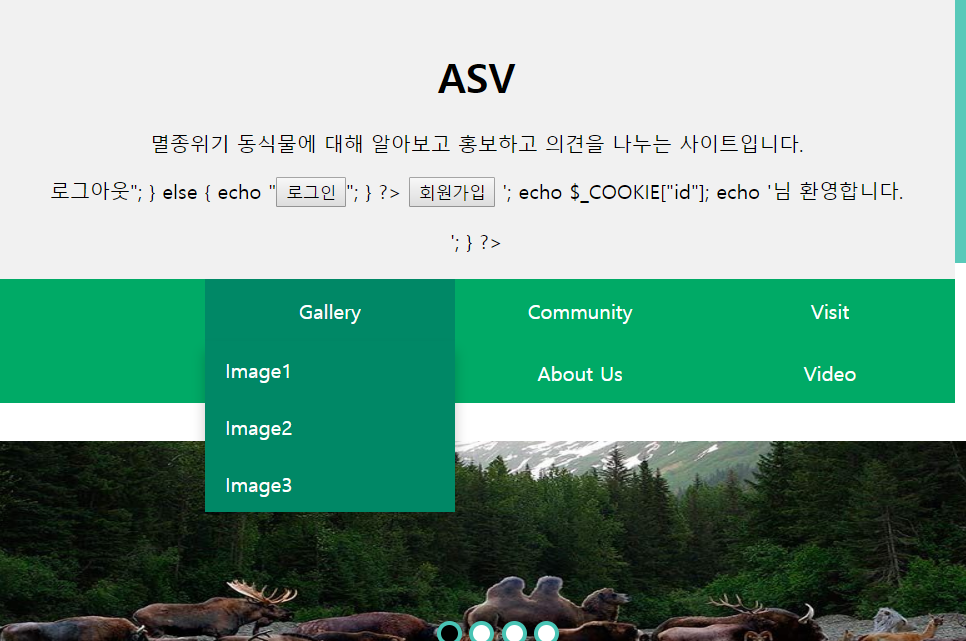 ASV
멸종위기 동식물에 대해 알아보고 홍보하고 의견을 나누는 사이트입니다.
로그아웃"; } else { echo "로그인"; } ?> 회원가입 '; echo $_COOKIE["id"]; echo '님 환영합니다.
'; } ?>
Gallery Community Visit
Image1
About Us Video
Image2
Image3